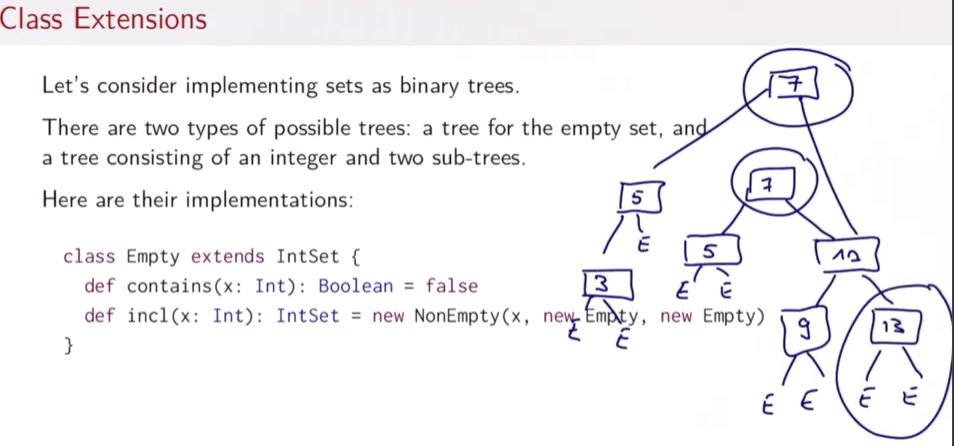 Class Extensions
Let's consider implementing sets as binary trees.
There are two types of possible trees: a tree for the empty set, and
a tree consisting of an integer and two sub-trees.
Here are their implementations:
class Empty extends IntSet {
def contains(x: Int): Boolean = false
def incl(x: Int): IntSet = new NonEmpty(x, new Empty, new Empty)
}
7
7
5
E
5
12
3
E E
E E
9
13
E E
E E